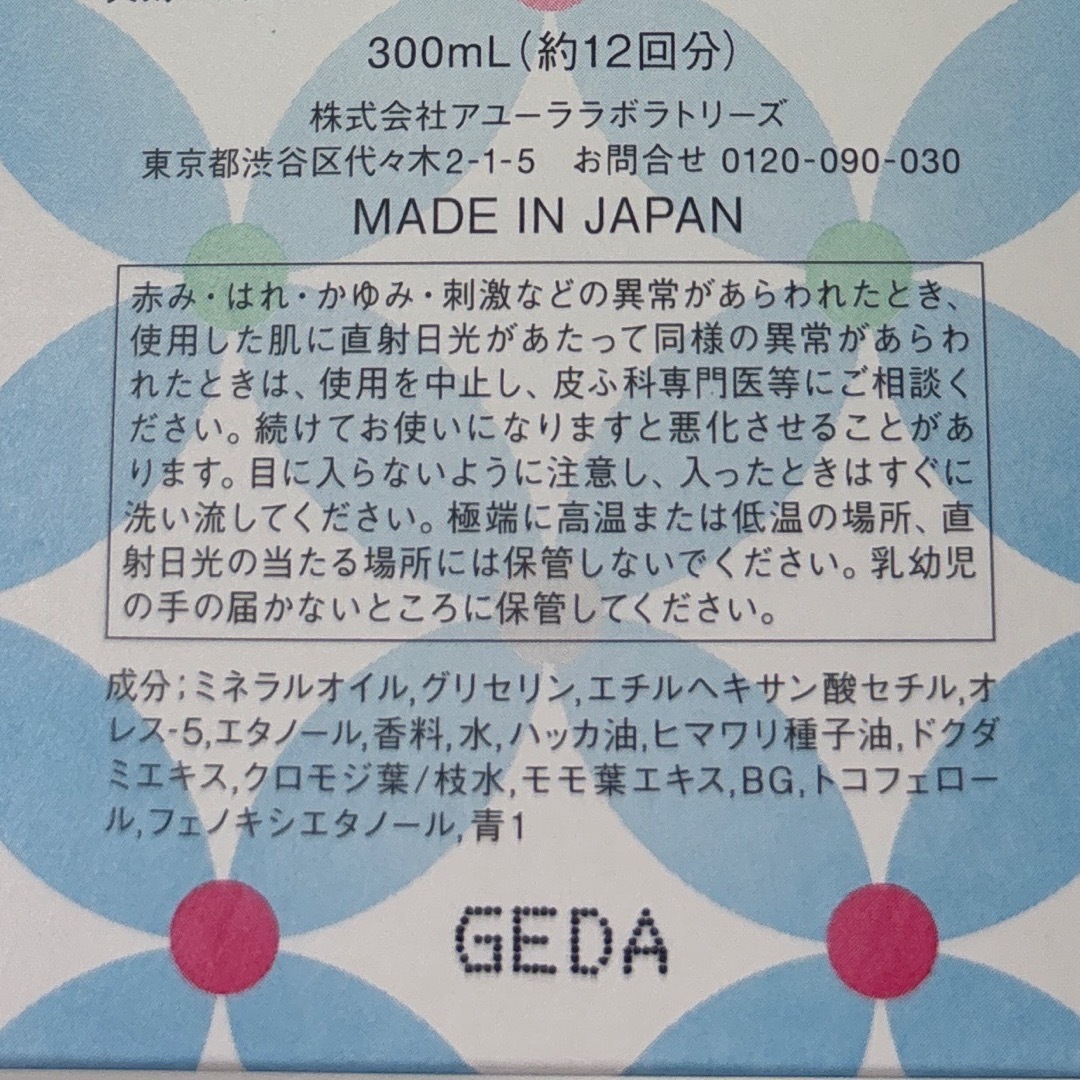 300mL（約12回分）
株式会社アユーララボラトリーズ
東京都渋谷区代々木2-1-5　お問合せ 0120-090-030
MADE IN JAPAN
赤み・はれ・かゆみ・刺激などの異常があらわれたとき、
使用した肌に直射日光があたって同様の異常があらわ
れたときは、使用を中止し、皮ふ科専門医等にご相談く
ださい。続けてお使いになりますと悪化させることがあ
ります。目に入らないように注意し、入ったときはすぐに
洗い流してください。極端に高温または低温の場所、直
射日光の当たる場所には保管しないでください。乳幼児
の手の届かないところに保管してください。
成分；ミネラルオイル,グリセリン,エチルヘキサン酸セチル,オ
レス-5,エタノール,香料,水,ハッカ油,ヒマワリ種子油,ドクダ
ミエキス,クロモジ葉/枝水,モモ葉エキス,BG,トコフェロー
ル,フェノキシエタノール,青1
GEDA